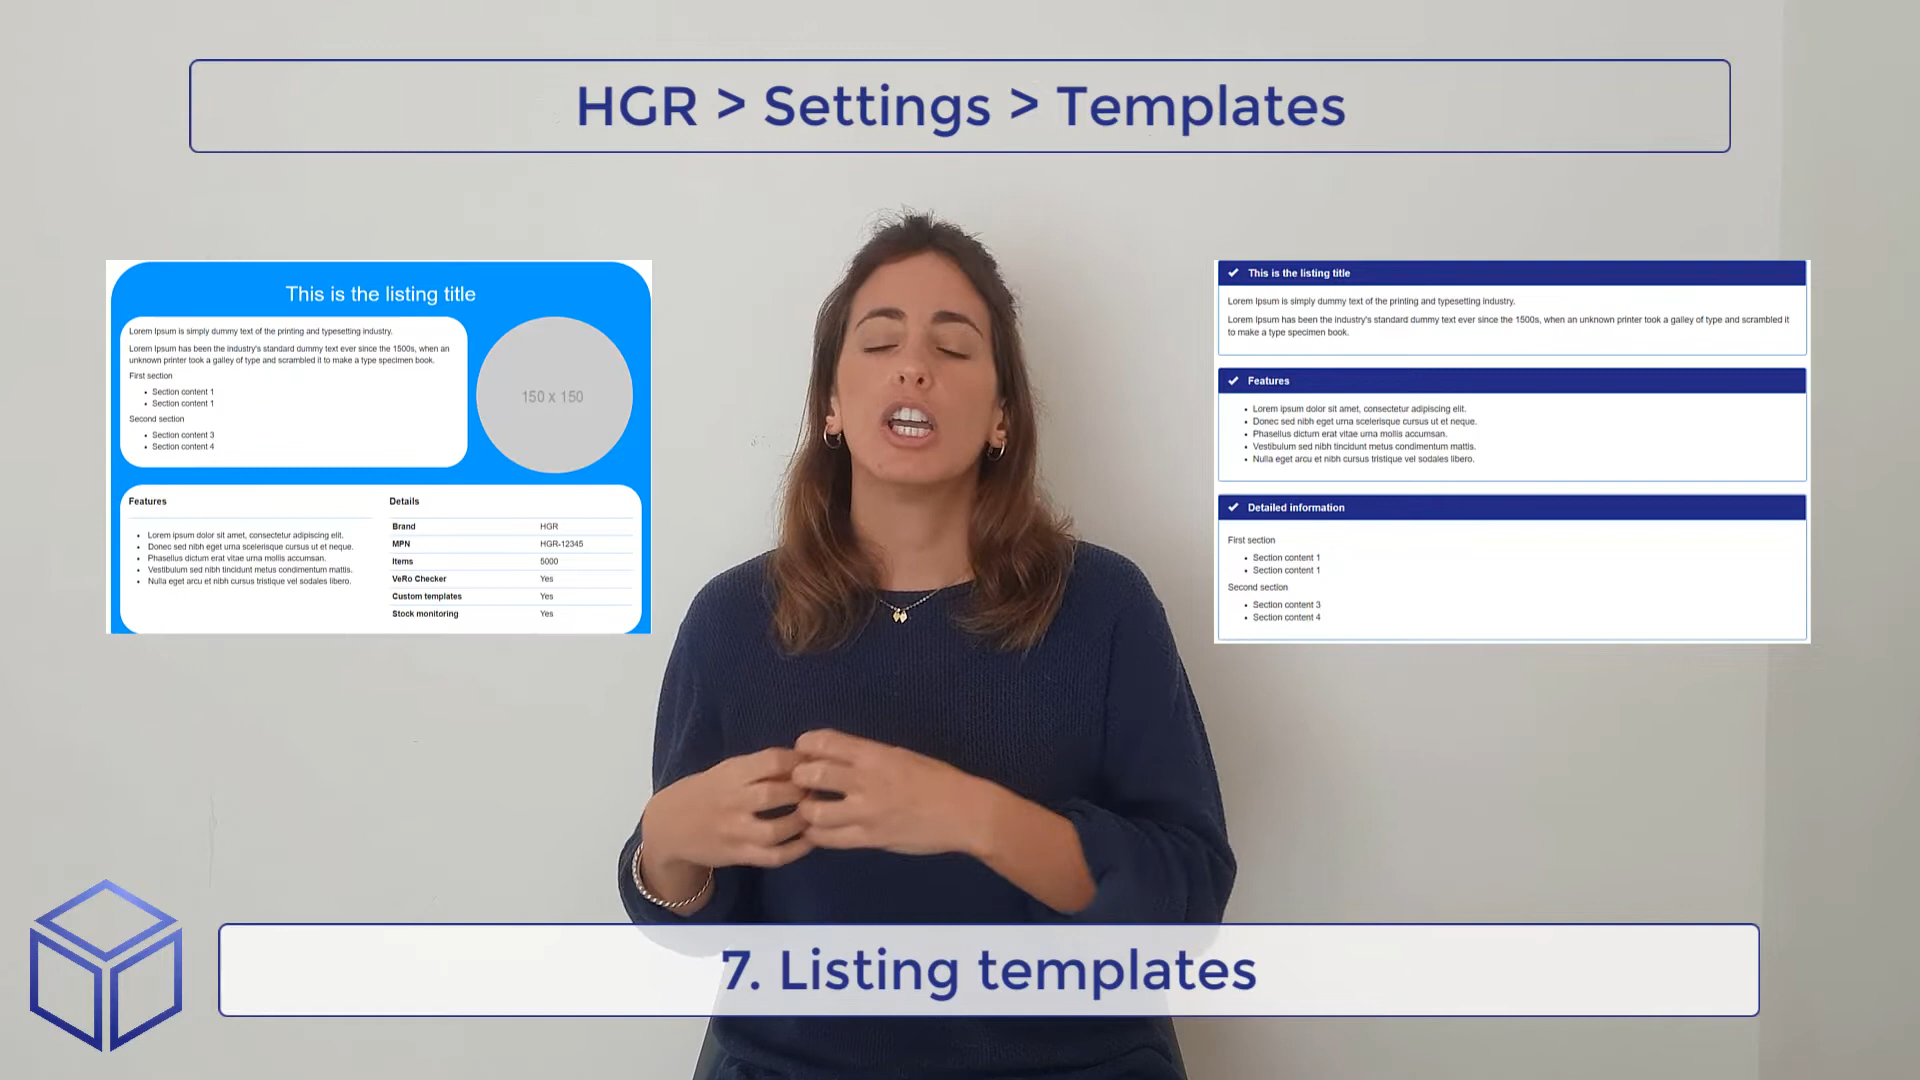 HGR > Settings > Templates
This is the listing title
Lorem Ipsum is simply dummy text of the printing and typesetting industry.
Lorem Ipsum has been the industry's standard dummy text ever since the 1500s, when an
unknown printer took a galley of type and scrambled it to make a type specimen book.
First section
• Section content 1
• Section content 1
Second section
• Section content 3
• Section content 4
150 x 150
Features
• Lorem ipsum dolor sit amet, consectetur adipiscing elit.
• Donec sed nibh eget urna scelerisque cursus ut et neque.
• Phasellus dictum erat vitae urna mollis accumsan.
• Vestibulum sed nibh tincidunt metus condimentum mattis.
• Nulla eget arcu et nibh cursus tristique vel sodales libero.
Details
Brand HGR
MPN HGR-12345
Items 5000
VeRo Checker Yes
Custom templates Yes
Stock monitoring Yes
✔ This is the listing title
Lorem Ipsum is simply dummy text of the printing and typesetting industry.
Lorem Ipsum has been the industry's standard dummy text ever since the 1500s, when an unknown printer took a galley of type and scrambled it
to make a type specimen book.
✔ Features
• Lorem ipsum dolor sit amet, consectetur adipiscing elit.
• Donec sed nibh eget urna scelerisque cursus ut et neque.
• Phasellus dictum erat vitae urna mollis accumsan.
• Vestibulum sed nibh tincidunt metus condimentum mattis.
• Nulla eget arcu et nibh cursus tristique vel sodales libero.
✔ Detailed information
First section
• Section content 1
• Section content 1
Second section
• Section content 3
• Section content 4
7. Listing templates